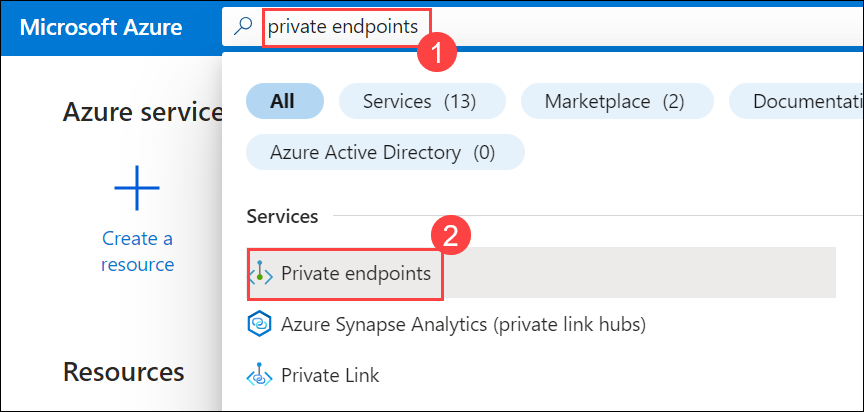 Microsoft Azure
private endpoints
1
All
Services (13)
Marketplace (2)
Documentati
Azure Active Directory (0)
Azure service
Create a
resource
Services
2
Private endpoints
Azure Synapse Analytics (private link hubs)
Private Link
Resources